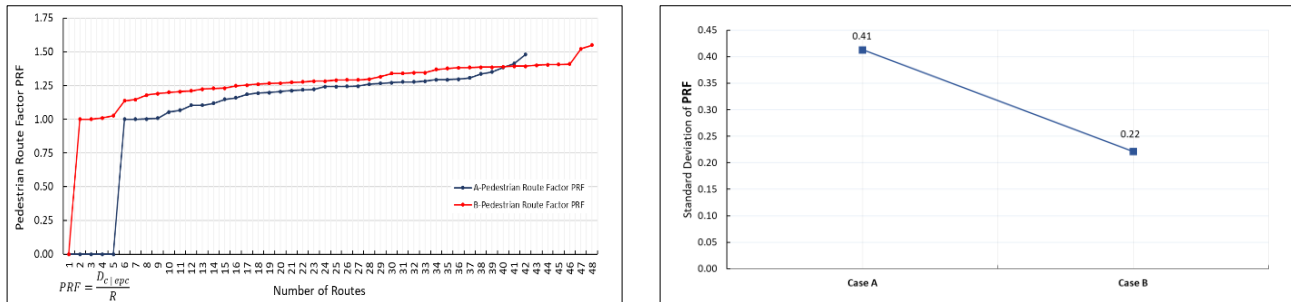 Pedestrian Route Factor PRF
1.75
1.50
1.25
1.00
0.75
0.50
0.25
0.00
A-Pedestrian Route Factor PRF
B-Pedestrian Route Factor PRF
1 2 3 4 5 6 7 8 9 10 11 12 13 14 15 16 17 18 19 20 21 22 23 24 25 26 27 28 29 30 31 32 33 34 35 36 37 38 39 40 41 42 43 44 45 46 47 48
PRF = D_{c|epc} / R
Number of Routes
Standard Deviation of PRF
0.45
0.40
0.35
0.30
0.25
0.20
0.15
0.10
0.05
0.00
0.41
0.22
Case A Case B